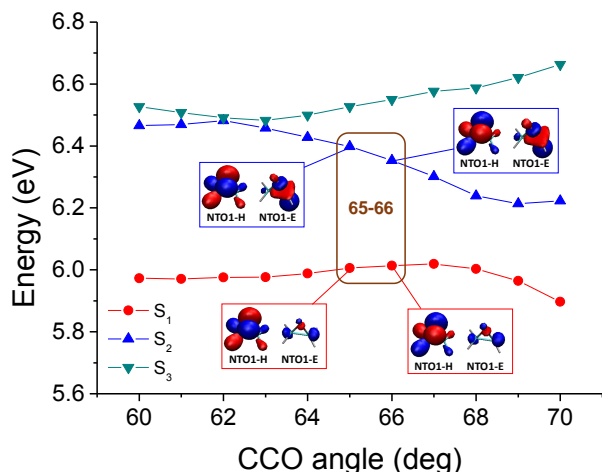 6.8
6.6
6.4
6.2
6.0
5.8
5.6
Energy (eV)
NTO1-H NTO1-E
NTO1-H NTO1-E
65-66
NTO1-H NTO1-E
NTO1-H NTO1-E
S1
S2
S3
60 62 64 66 68 70
CCO angle (deg)